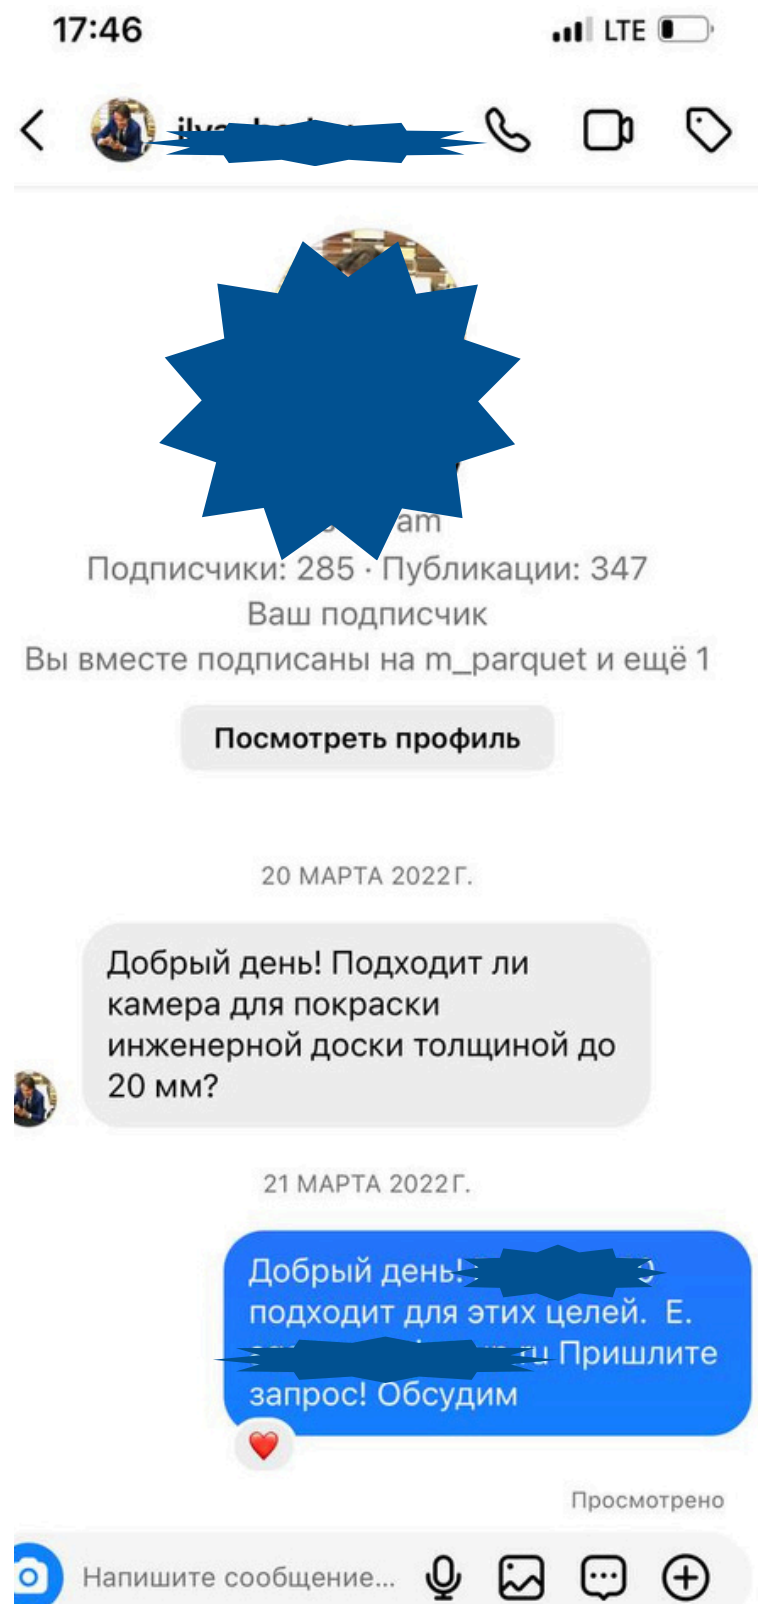 17:46
LTE
am
Подписчики: 285 · Публикации: 347
Ваш подписчик
Вы вместе подписаны на m_parquet и ещё 1
Посмотреть профиль
20 МАРТА 2022 Г.
Добрый день! Подходит ли
камера для покраски
инженерной доски толщиной до
20 мм?
21 МАРТА 2022 Г.
Добрый день!
подходит для этих целей. Е.
ru Пришлите
запрос! Обсудим
Просмотрено
Напишите сообщение...